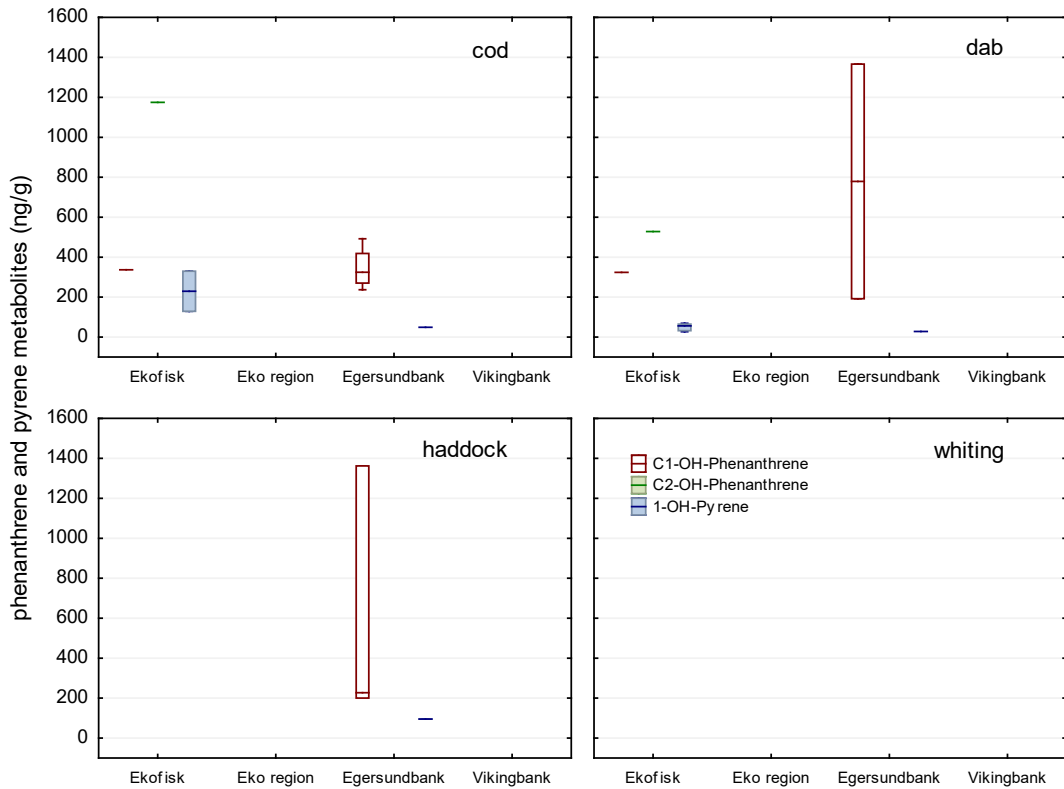 phenanthrene and pyrene metabolites (ng/g)
1600
1400
1200
1000
800
600
400
200
0
cod
dab
Ekofisk Eko region Egersundbank Vikingbank
Ekofisk Eko region Egersundbank Vikingbank
1600
1400
1200
1000
800
600
400
200
0
haddock
whiting
C1-OH-Phenanthrene
C2-OH-Phenanthrene
1-OH-Pyrene
Ekofisk Eko region Egersundbank Vikingbank
Ekofisk Eko region Egersundbank Vikingbank